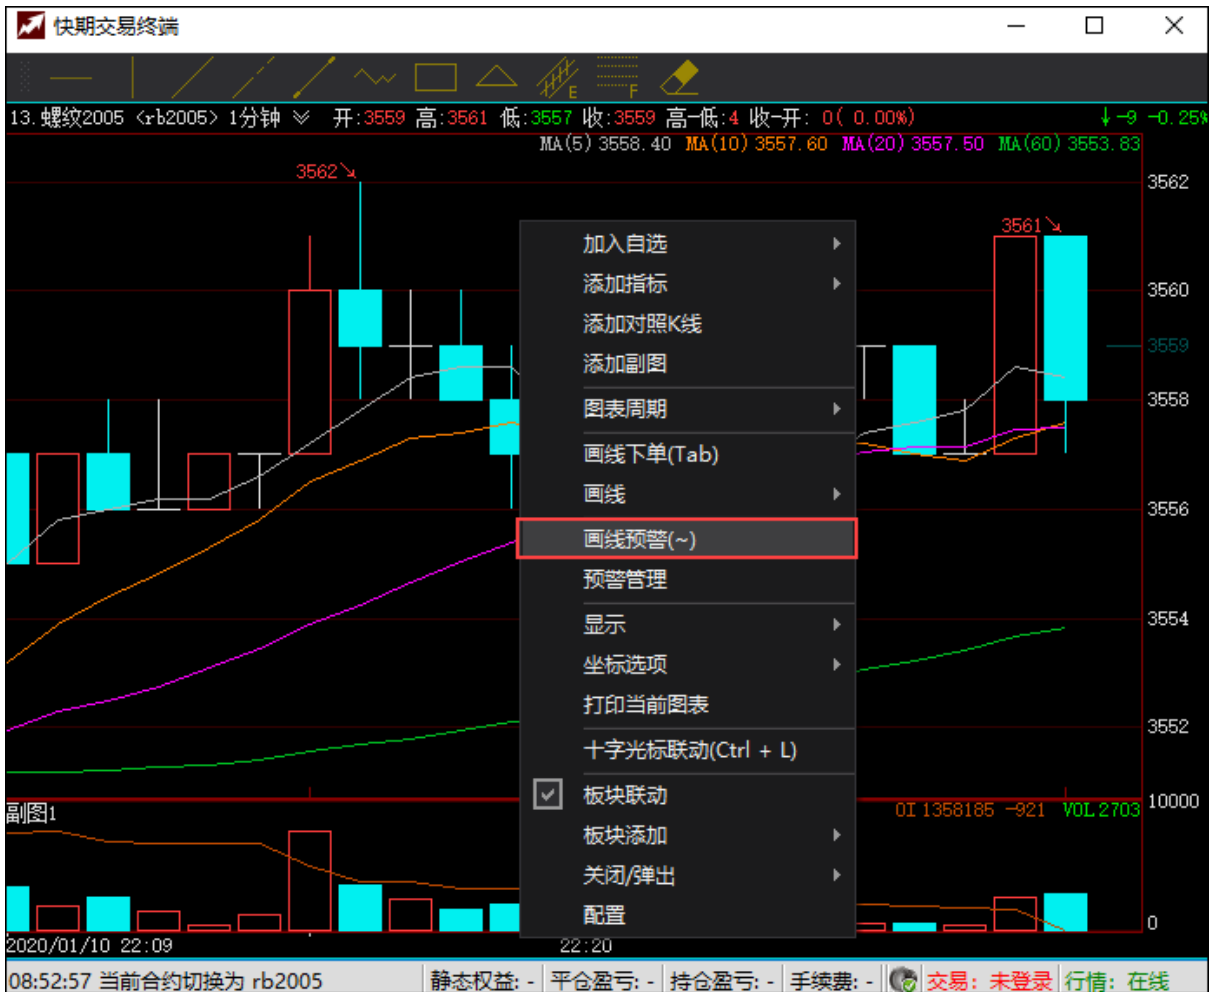 快期交易终端
E F
13.螺纹2005 <rb2005> 1分钟 开:3559 高:3561 低:3557 收:3559 高-低:4 收-开: 0( 0.00%) ↓-9 -0.25%
MA(5) 3558.40 MA(10) 3557.60 MA(20) 3557.50 MA(60) 3553.83
3562
3562
3561
3560
3559
3558
3556
3554
3552
加入自选
添加指标
添加对照K线
添加副图
图表周期
画线下单(Tab)
画线
画线预警(~)
预警管理
显示
坐标选项
打印当前图表
十字光标联动(Ctrl + L)
板块联动
板块添加
关闭/弹出
配置
副图1
OI 1358185 -921 VOL 2703
10000
0
2020/01/10 22:09 22:20
08:52:57 当前合约切换为 rb2005 静态权益: - 平仓盈亏: - 持仓盈亏: - 手续费: - 交易: 未登录 行情: 在线